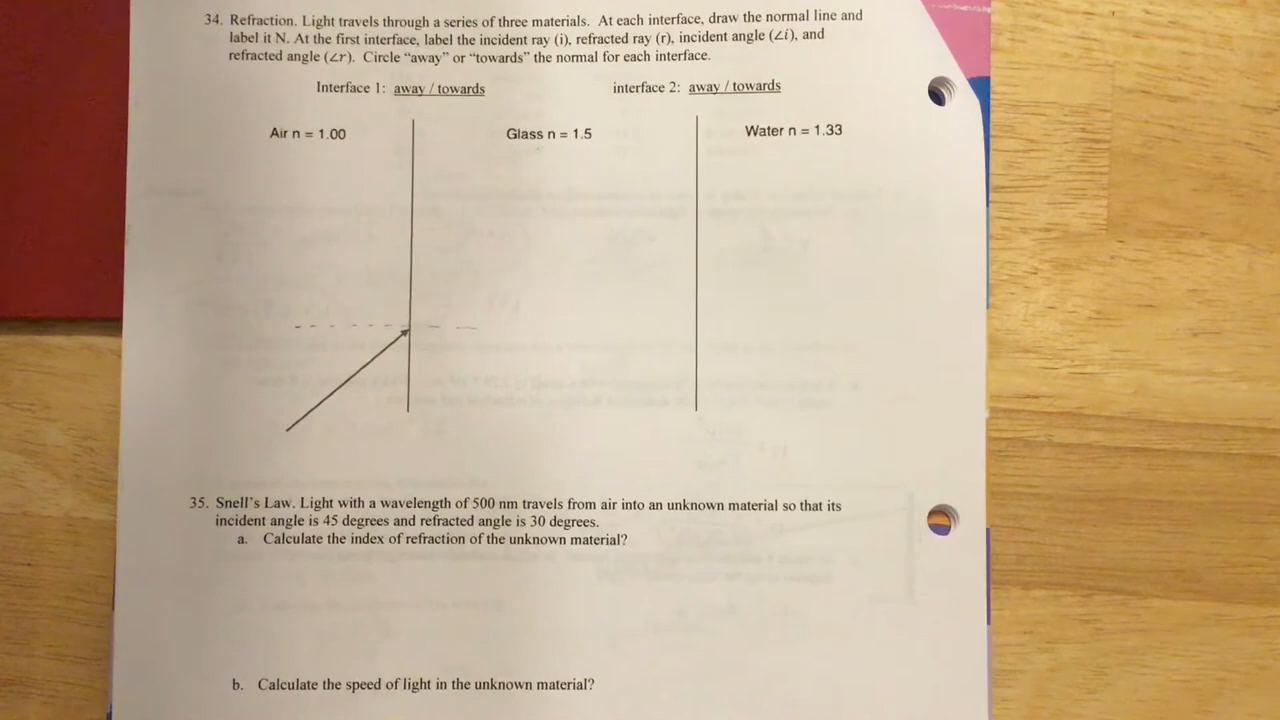 34. Refraction. Light travels through a series of three materials. At each interface, draw the normal line and
label it N. At the first interface, label the incident ray (i), refracted ray (r), incident angle (∠i), and
refracted angle (∠r). Circle “away” or “towards” the normal for each interface.
Interface 1: away / towards interface 2: away / towards
Air n = 1.00 Glass n = 1.5 Water n = 1.33
35. Snell’s Law. Light with a wavelength of 500 nm travels from air into an unknown material so that its
incident angle is 45 degrees and refracted angle is 30 degrees.
a. Calculate the index of refraction of the unknown material?
b. Calculate the speed of light in the unknown material?